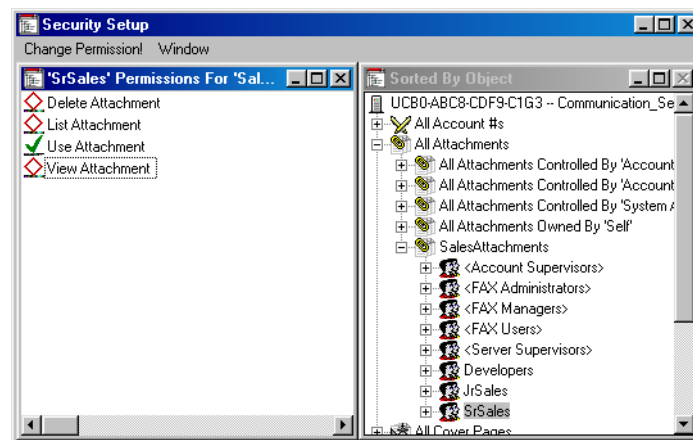 Security Setup
Change Permission! Window
'SrSales' Permissions For 'Sal...
Delete Attachment
List Attachment
Use Attachment
View Attachment
Sorted By Object
UCB0-ABC8-CDF9-C1G3 -- Communication_Se
All Account #s
All Attachments
All Attachments Controlled By 'Account
All Attachments Controlled By 'Account
All Attachments Controlled By 'System A
All Attachments Owned By 'Self'
SalesAttachments
<Account Supervisors>
<FAX Administrators>
<FAX Managers>
<FAX Users>
<Server Supervisors>
Developers
JrSales
SrSales
All Cover Pages